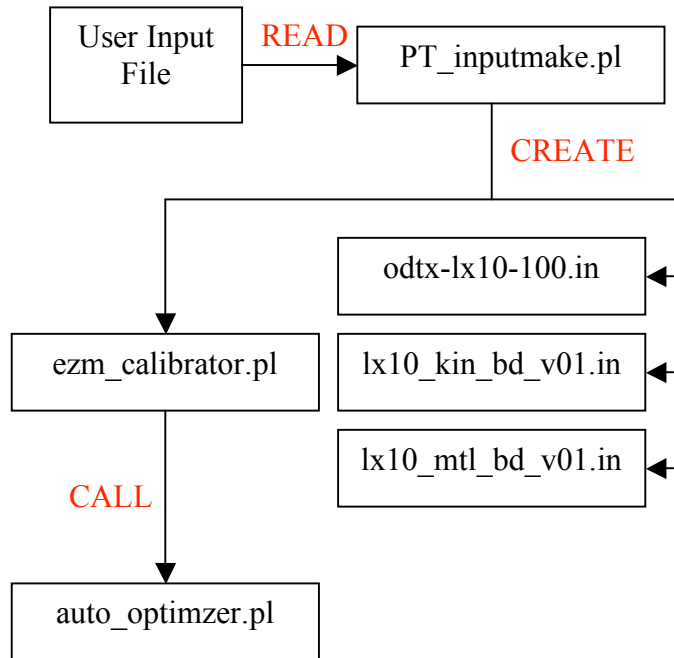 User Input
File
READ
PT_inputmake.pl
CREATE
odtx-lx10-100.in
ezm_calibrator.pl
lx10_kin_bd_v01.in
lx10_mtl_bd_v01.in
CALL
auto_optimzer.pl